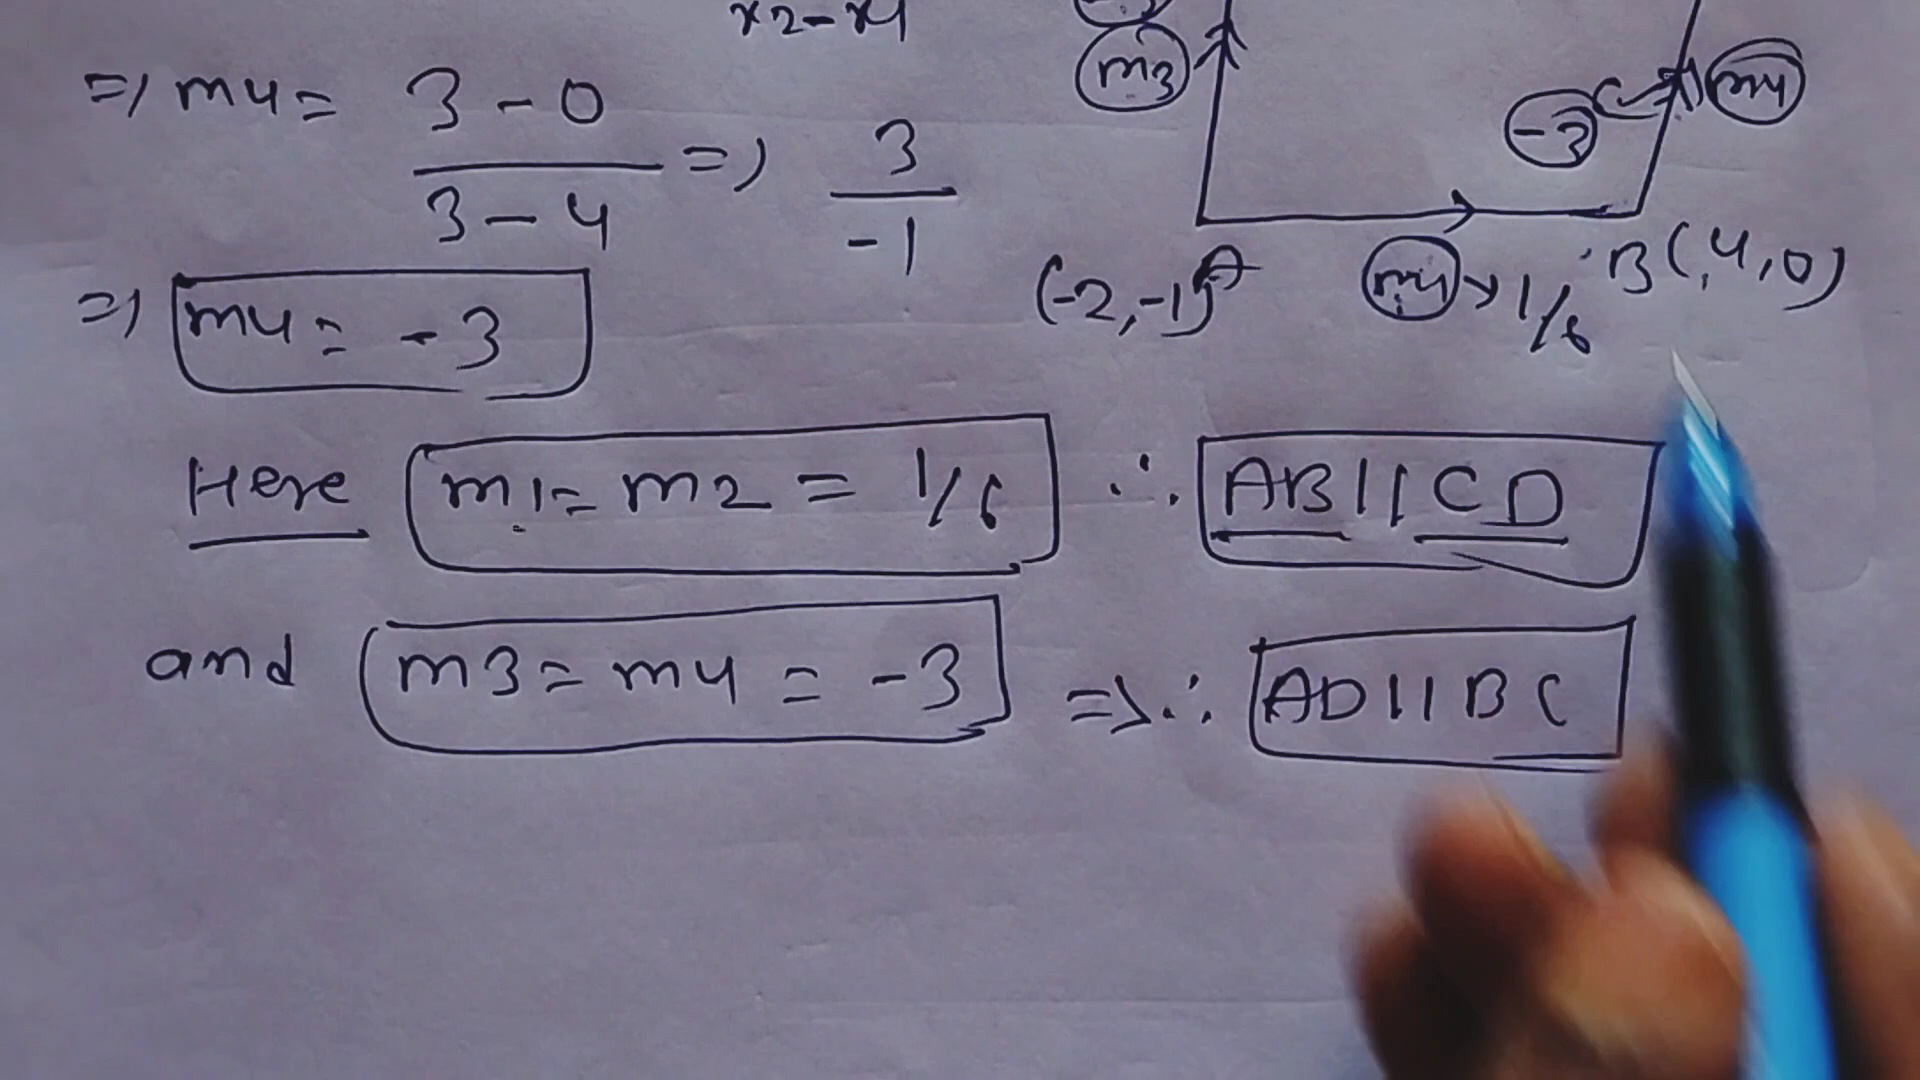 x2-x1
=) m4 = 3 - 0 / 3 - 4 =) 3 / -1
=) m4 = -3
m3
-3
m4
(-2,-1) A
m1 → 1/6
B(4,0)
Here m1 = m2 = 1/6 ∴ AB || CD
and m3 = m4 = -3 => ∴ AD || BC